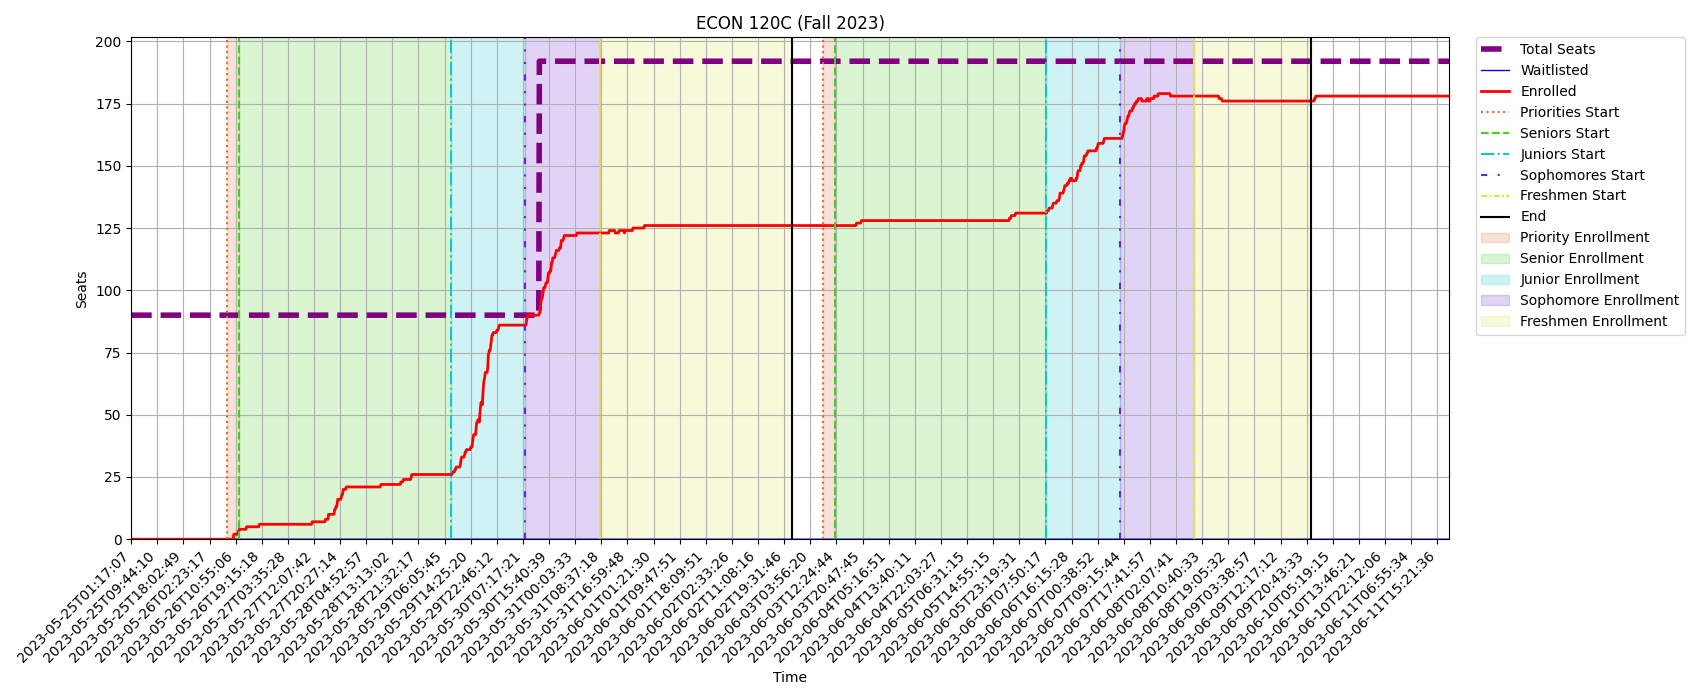 ECON 120C (Fall 2023)
Seats
200
175
150
125
100
75
50
25
0
2023-05-25T01:17:07
2023-05-25T09:44:10
2023-05-25T18:02:49
2023-05-26T02:23:17
2023-05-26T10:55:06
2023-05-26T19:15:18
2023-05-27T03:35:28
2023-05-27T12:07:42
2023-05-27T20:27:14
2023-05-28T04:52:57
2023-05-28T13:13:02
2023-05-28T21:32:17
2023-05-29T06:05:45
2023-05-29T14:25:20
2023-05-29T22:46:12
2023-05-30T07:17:21
2023-05-30T15:40:39
2023-05-31T00:03:33
2023-05-31T08:37:18
2023-05-31T16:59:48
2023-06-01T01:21:30
2023-06-01T09:47:51
2023-06-01T18:09:51
2023-06-02T02:33:26
2023-06-02T11:08:16
2023-06-02T19:31:46
2023-06-03T03:56:20
2023-06-03T12:24:44
2023-06-03T20:47:45
2023-06-04T05:16:51
2023-06-04T13:40:11
2023-06-04T22:03:27
2023-06-05T06:31:15
2023-06-05T14:55:15
2023-06-05T23:19:31
2023-06-06T07:50:17
2023-06-06T16:15:28
2023-06-07T00:38:52
2023-06-07T09:15:44
2023-06-07T17:41:57
2023-06-08T02:07:41
2023-06-08T10:40:33
2023-06-08T19:05:32
2023-06-09T03:38:57
2023-06-09T12:17:12
2023-06-09T20:43:33
2023-06-10T05:19:15
2023-06-10T13:46:21
2023-06-10T22:12:06
2023-06-11T06:55:34
2023-06-11T15:21:36
Time
Total Seats
Waitlisted
Enrolled
Priorities Start
Seniors Start
Juniors Start
Sophomores Start
Freshmen Start
End
Priority Enrollment
Senior Enrollment
Junior Enrollment
Sophomore Enrollment
Freshmen Enrollment